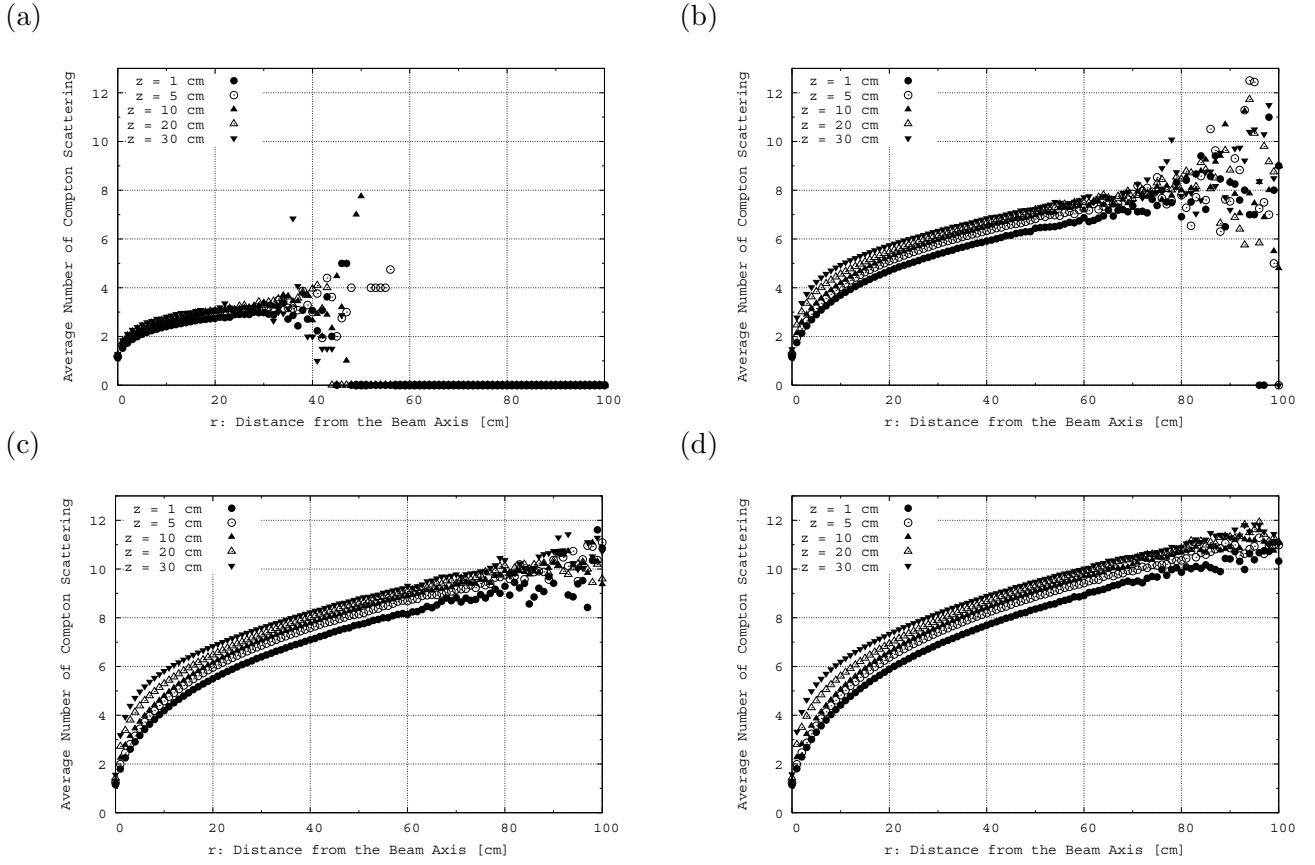 (a)
Average Number of Compton Scattering
12
10
8
6
4
2
0
z = 1 cm
z = 5 cm
z = 10 cm
z = 20 cm
z = 30 cm
0 20 40 60 80 100
r: Distance from the Beam Axis [cm]
(b)
Average Number of Compton Scattering
12
10
8
6
4
2
0
z = 1 cm
z = 5 cm
z = 10 cm
z = 20 cm
z = 30 cm
0 20 40 60 80 100
r: Distance from the Beam Axis [cm]
(c)
Average Number of Compton Scattering
12
10
8
6
4
2
0
z = 1 cm
z = 5 cm
z = 10 cm
z = 20 cm
z = 30 cm
0 20 40 60 80 100
r: Distance from the Beam Axis [cm]
(d)
Average Number of Compton Scattering
12
10
8
6
4
2
0
z = 1 cm
z = 5 cm
z = 10 cm
z = 20 cm
z = 30 cm
0 20 40 60 80 100
r: Distance from the Beam Axis [cm]